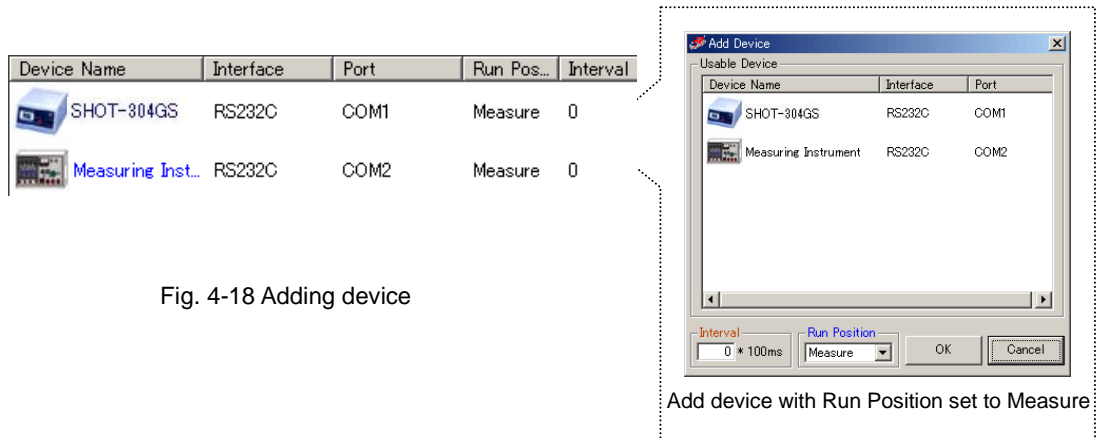 Device Name Interface Port Run Pos... Interval
SHOT-304GS RS232C COM1 Measure 0
Measuring Inst... RS232C COM2 Measure 0
Fig. 4-18 Adding device
Add Device
Usable Device
Device Name Interface Port
SHOT-304GS RS232C COM1
Measuring Instrument RS232C COM2
Interval Run Position
0 * 100ms Measure OK Cancel
Add device with Run Position set to Measure